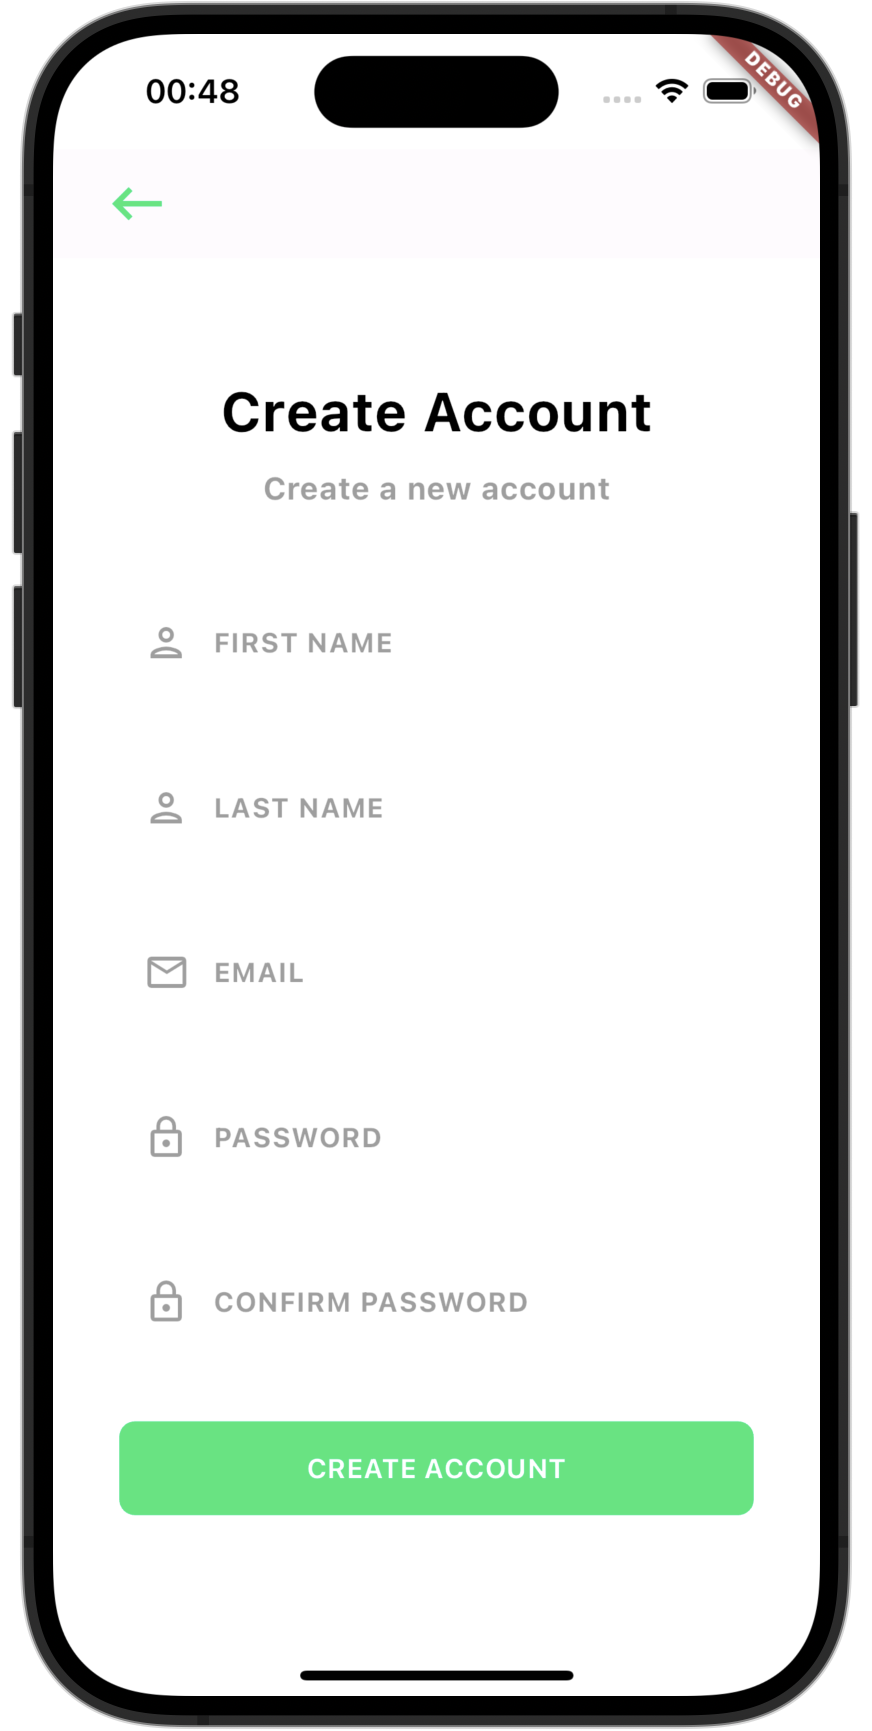 00:48
DEBUG
Create Account
Create a new account
FIRST NAME
LAST NAME
EMAIL
PASSWORD
CONFIRM PASSWORD
CREATE ACCOUNT